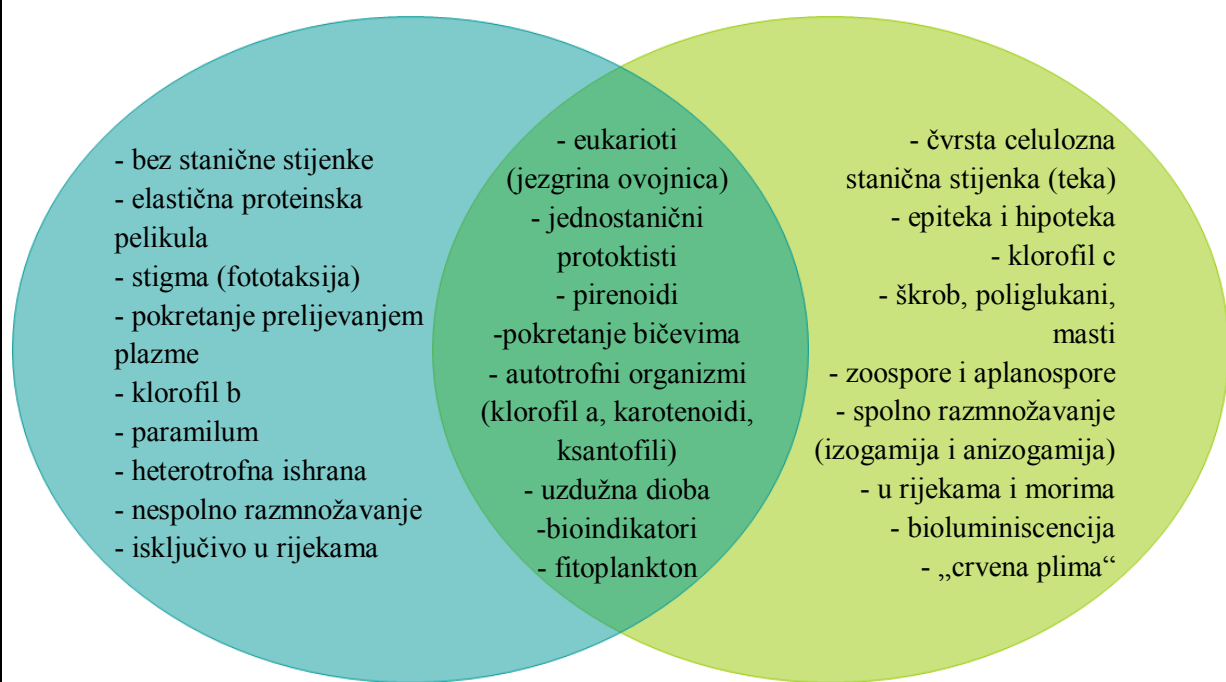 - bez stanične stijenke
- elastična proteinska
pelikula
- stigma (fototaksija)
- pokretanje prelijevanjem
plazme
- klorofil b
- paramilum
- heterotrofna ishrana
- nespolno razmnožavanje
- isključivo u rijekama
- eukarioti
(jezgrina ovojnica)
- jednostanični
protoktisti
- pirenoidi
-pokretanje bičevima
- autotrofni organizmi
(klorofil a, karotenoidi,
ksantofili)
- uzdužna dioba
-bioindikatori
- fitoplankton
- čvrsta celulozna
stanična stijenka (teka)
- epiteka i hipoteka
- klorofil c
- škrob, poliglukani,
masti
- zoospore i aplanospore
- spolno razmnožavanje
(izogamija i anizogamija)
- u rijekama i morima
- bioluminiscencija
- „crvena plima“